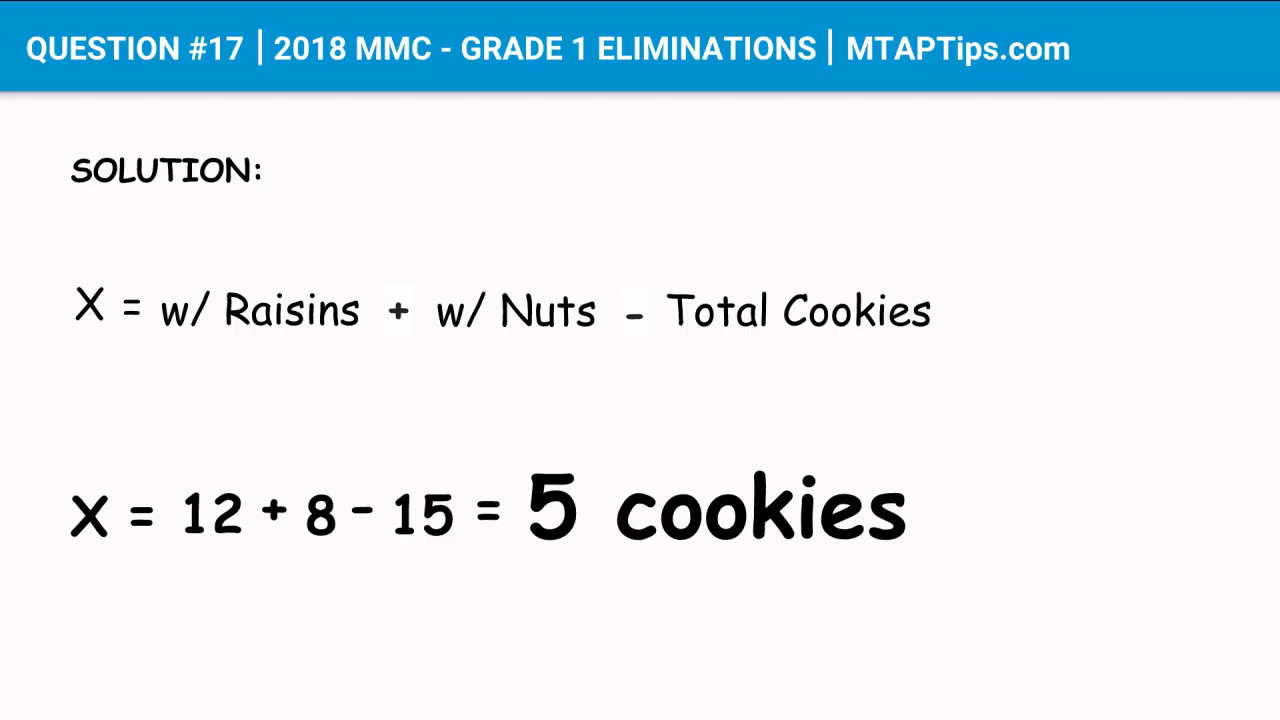 QUESTION #17 | 2018 MMC - GRADE 1 ELIMINATIONS | MTAPTips.com
SOLUTION:
X = w/ Raisins + w/ Nuts - Total Cookies
X = 12 + 8 - 15 = 5 cookies